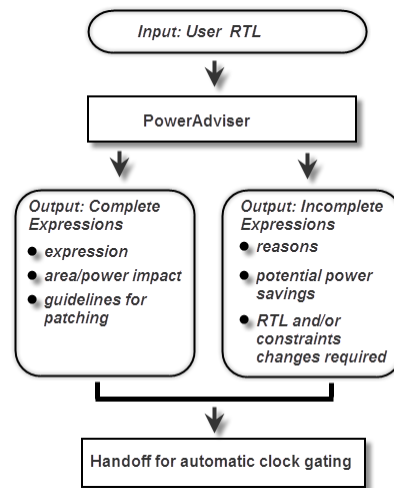 Input: User RTL
PowerAdviser
Output: Complete
Expressions
● expression
● area/power impact
● guidelines for
patching
Output: Incomplete
Expressions
● reasons
● potential power
savings
● RTL and/or
constraints
changes required
Handoff for automatic clock gating